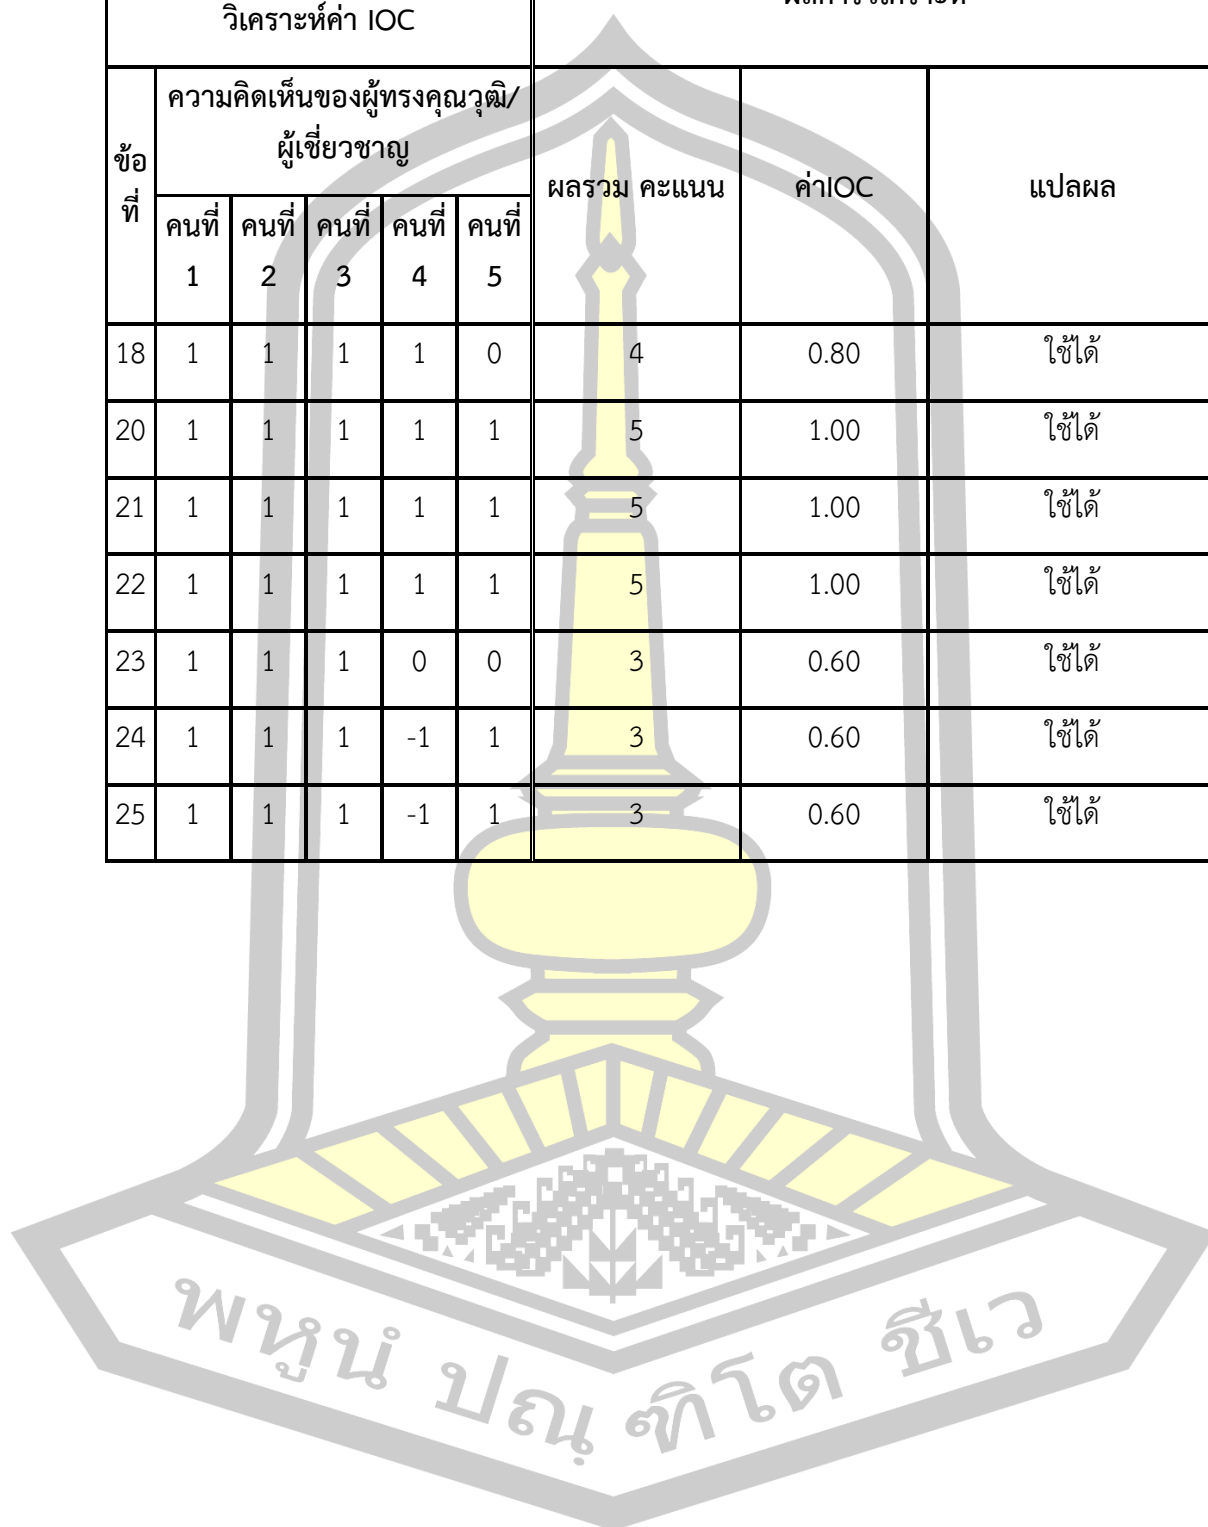 วิเคราะห์ค่า IOC
ข้อที่ ความคิดเห็นของผู้ทรงคุณวุฒิ/ผู้เชี่ยวชาญ ผลรวม คะแนน ค่าIOC แปลผล
คนที่ 1 คนที่ 2 คนที่ 3 คนที่ 4 คนที่ 5
18 1 1 1 1 0 4 0.80 ใช้ได้
20 1 1 1 1 1 5 1.00 ใช้ได้
21 1 1 1 1 1 5 1.00 ใช้ได้
22 1 1 1 1 1 5 1.00 ใช้ได้
23 1 1 1 0 0 3 0.60 ใช้ได้
24 1 1 1 -1 1 3 0.60 ใช้ได้
25 1 1 1 -1 1 3 0.60 ใช้ได้
พหูนํ ปณฺฑิโต ชีเว